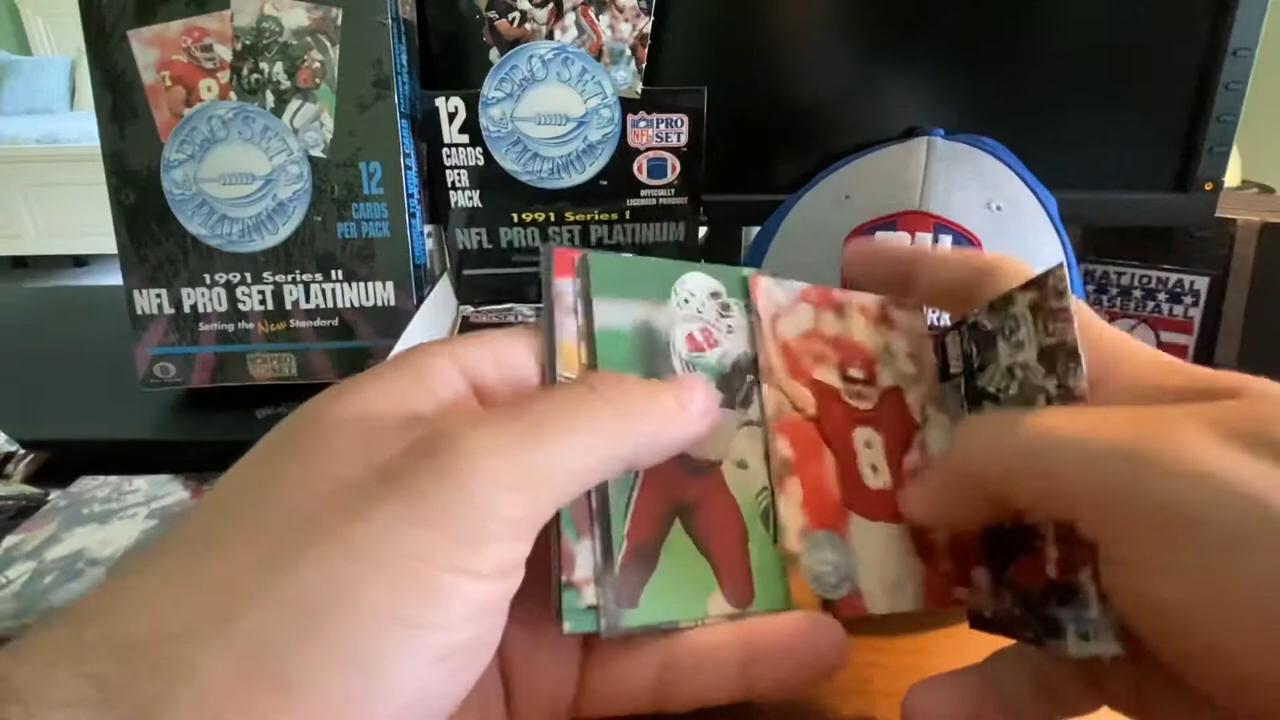 PRO SET
PLATINUM
12
CARDS
PER PACK
1991 Series II
NFL PRO SET PLATINUM
Setting the New Standard
PRO SET
PLATINUM
12
CARDS
PER
PACK
NFL PRO
SET
OFFICIALLY
LICENSED PRODUCT
1991 Series I
NFL PRO SET PLATINUM
8
NATIONAL
BASEBALL